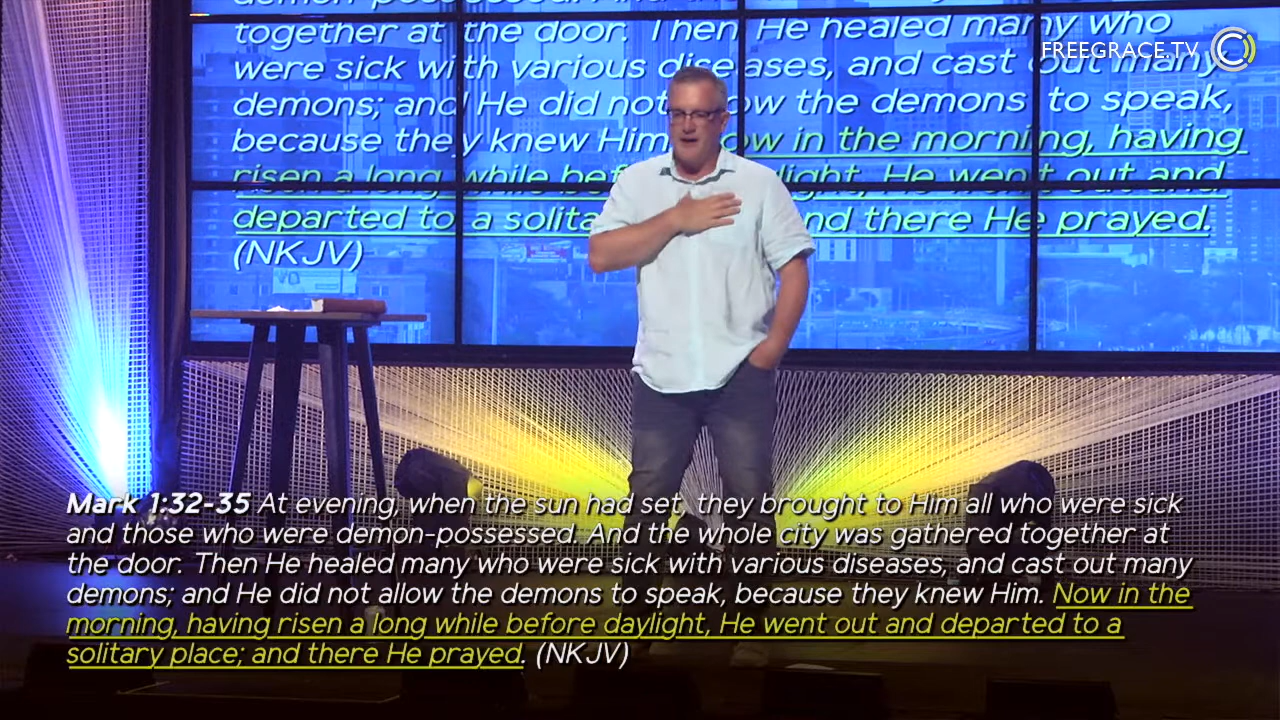 demon-possessed. And the
together at the door. Then He healed many who
FREEGRACE.TV
were sick with various diseases, and cast out many
demons; and He did not the demons to speak,
because they knew Him. in the morning, having
risen a long while He went out and
departed to a and there He prayed.
(NKJV)
Mark 1:32-35 At evening, when the sun had set, they brought to Him all who were sick
and those who were demon-possessed. And the whole city was gathered together at
the door. Then He healed many who were sick with various diseases, and cast out many
demons; and He did not allow the demons to speak, because they knew Him. Now in the
morning, having risen a long while before daylight, He went out and departed to a
solitary place; and there He prayed. (NKJV)